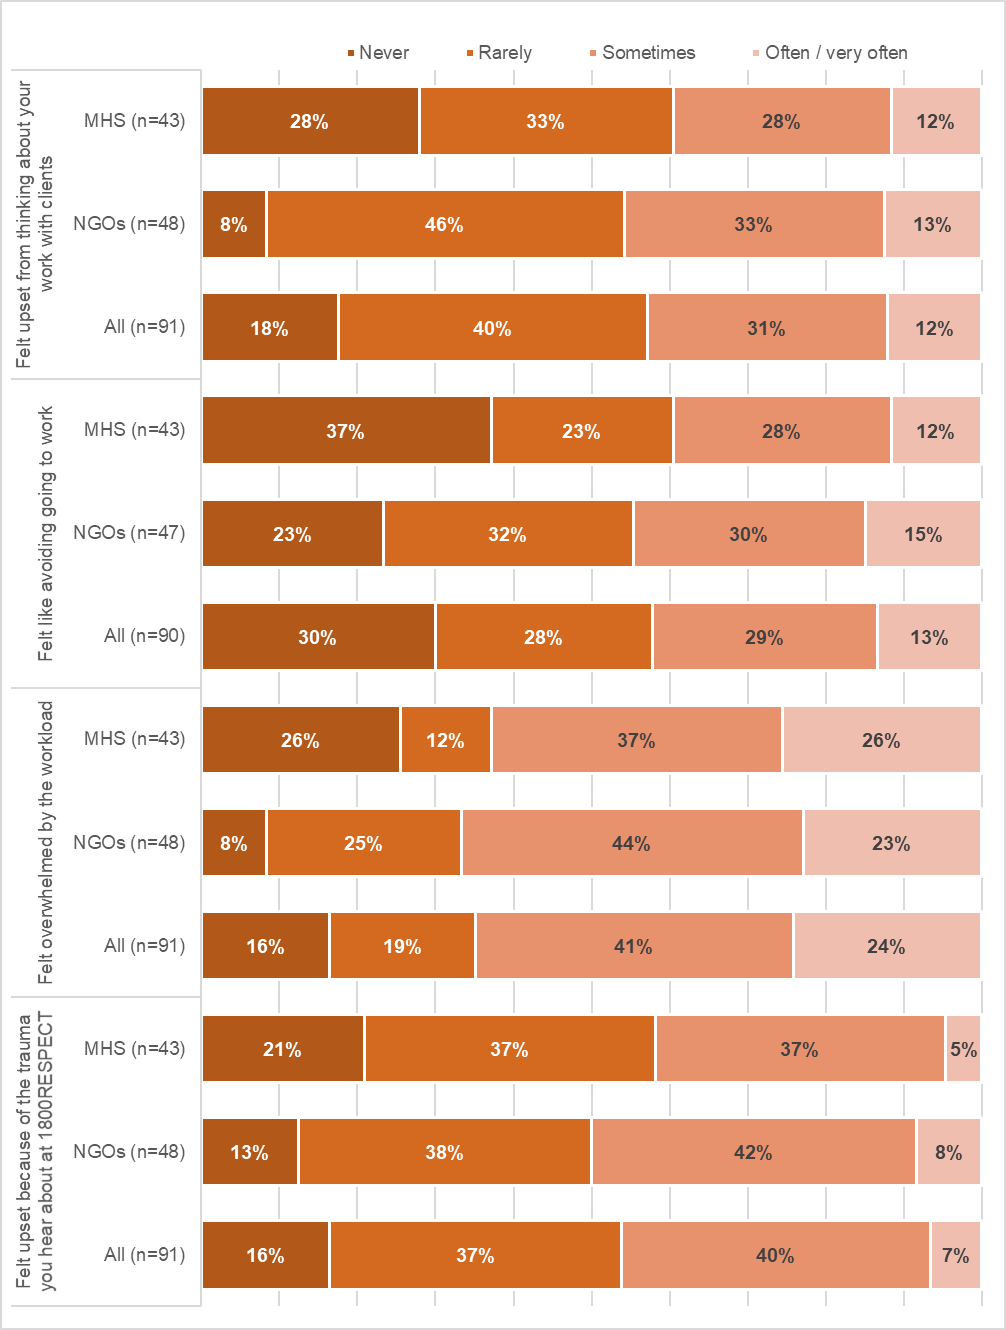 Never Rarely Sometimes Often / very often
Felt upset from thinking about your
work with clients
MHS (n=43) 28% 33% 28% 12%
NGOs (n=48) 8% 46% 33% 13%
All (n=91) 18% 40% 31% 12%
Felt like avoiding going to work
MHS (n=43) 37% 23% 28% 12%
NGOs (n=47) 23% 32% 30% 15%
All (n=90) 30% 28% 29% 13%
Felt overwhelmed by the workload
MHS (n=43) 26% 12% 37% 26%
NGOs (n=48) 8% 25% 44% 23%
All (n=91) 16% 19% 41% 24%
Felt upset because of the trauma
you hear about at 1800RESPECT
MHS (n=43) 21% 37% 37% 5%
NGOs (n=48) 13% 38% 42% 8%
All (n=91) 16% 37% 40% 7%